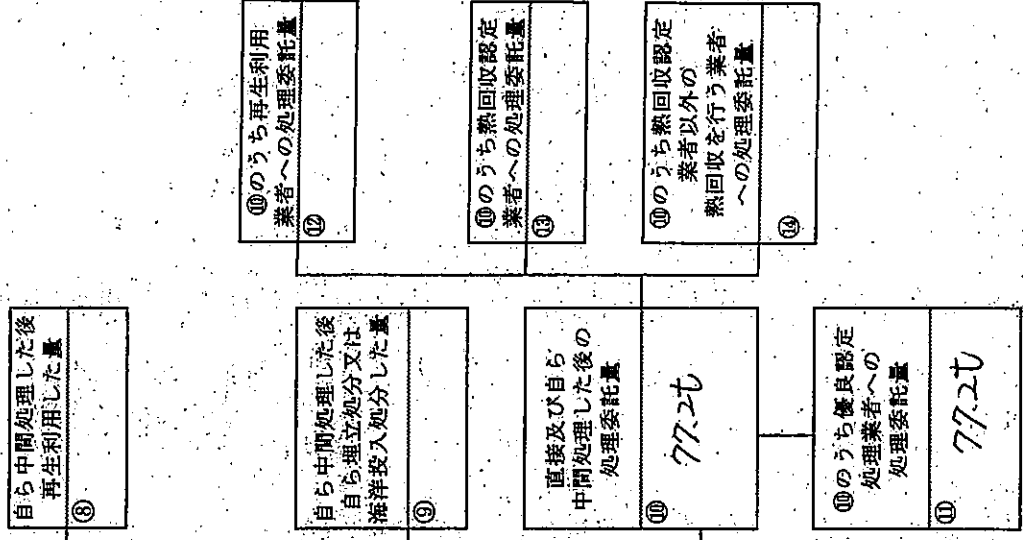 自ら中間処理した後
再生利用した量
⑧
自ら中間処理した後
自ら埋立処分又は
海洋投入処分した量
⑨
直接及び自ら
中間処理した後の
処理委託量
⑩
77.2t
⑩のうち優良認定
処理業者への
処理委託量
⑪
77.2t
⑩のうち再生利用
業者への処理委託量
⑫
⑩のうち熱回収認定
業者への処理委託量
⑬
⑩のうち熱回収認定
業者以外の
熱回収を行う業者
への処理委託量
⑭